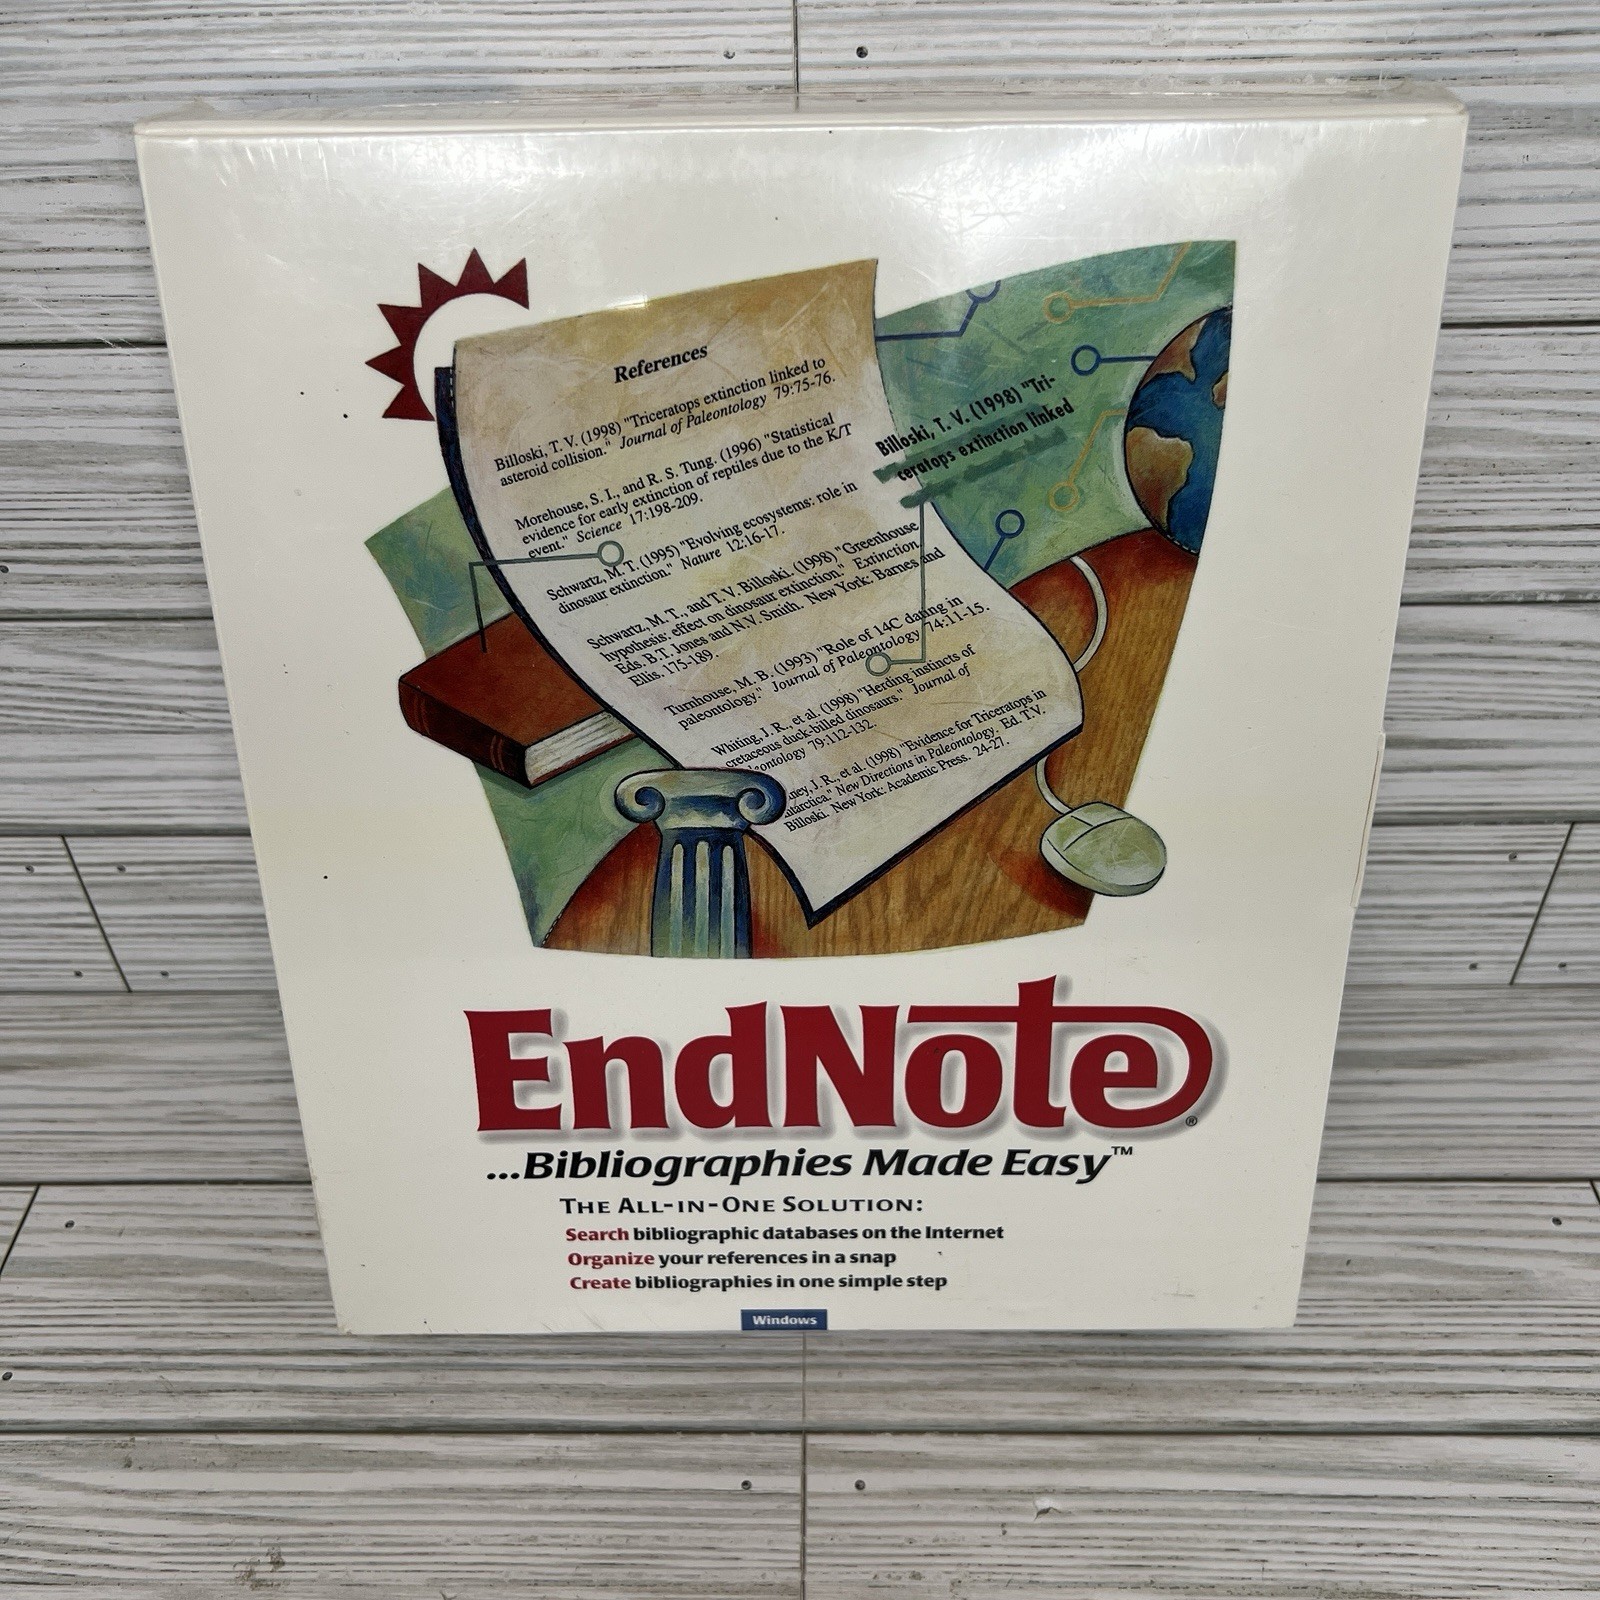 References
Billoski, T. V. (1998) "Triceratops extinction linked to
asteroid collision." Journal of Paleontology 79:75-76.
Morehouse, S. I., and R. S. Tung. (1996) "Statistical
evidence for early extinction of reptiles due to the K/T
event." Science 17:198-209.
Schwartz, M. T. (1995) "Evolving ecosystems: role in
dinosaur extinction." Nature 12:16-17.
Schwartz, M. T., and T. V. Billoski. (1998) "Greenhouse
hypothesis: effect on dinosaur extinction." Extinction.
Eds. B.T. Jones and N.V. Smith. New York: Barnes and
Ellis. 175-189.
Turnhouse, M. B. (1993) "Role of 14C dating in
paleontology." Journal of Paleontology 74:11-15.
Whiting, J. R., et al. (1998) "Herding instincts of
cretaceous duck-billed dinosaurs." Journal of
ontology 79:112-132.
ney, J. R., et al. (1998) "Evidence for Triceratops in
ntarctica." New Directions in Paleontology. Ed. T.V.
Billoski. New York: Academic Press. 24-27.
Billoski, T. V. (1998) "Tri-
ceratops extinction linked
EndNote®
...Bibliographies Made Easy™
THE ALL-IN-ONE SOLUTION:
Search bibliographic databases on the Internet
Organize your references in a snap
Create bibliographies in one simple step
Windows